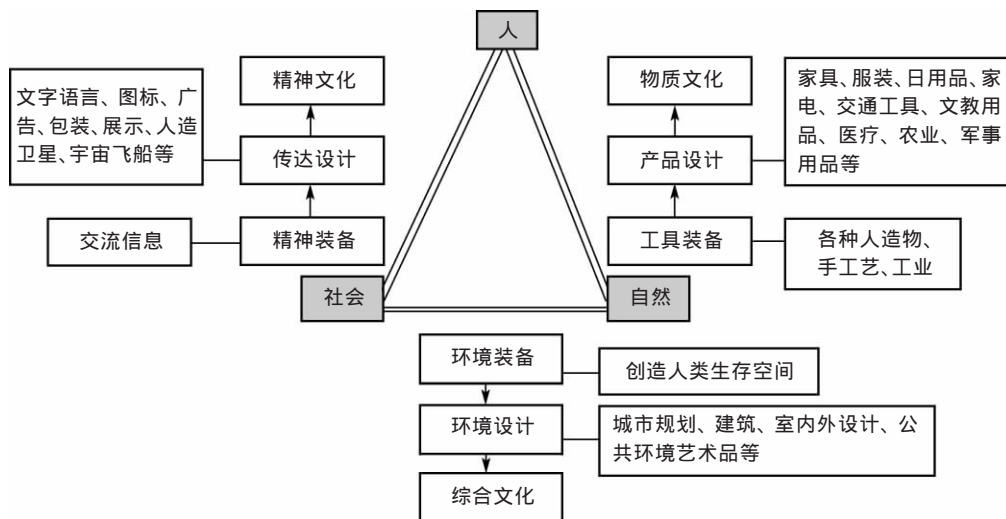 人
精神文化
物质文化
文字语言、图标、广
告、包装、展示、人造
卫星、宇宙飞船等
传达设计
产品设计
家具、服装、日用品、家
电、交通工具、文教用
品、医疗、农业、军事
用品等
交流信息
精神装备
工具装备
各种人造物、
手工艺、工业
社会
自然
环境装备
创造人类生存空间
环境设计
城市规划、建筑、室内外设计、公
共环境艺术品等
综合文化